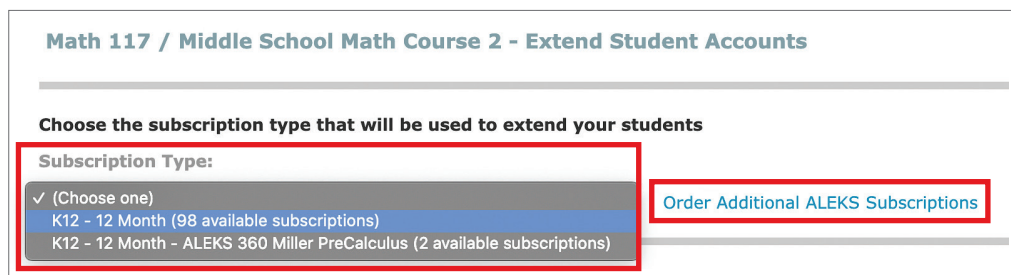 Math 117 / Middle School Math Course 2 - Extend Student Accounts
Choose the subscription type that will be used to extend your students
Subscription Type:
✓ (Choose one)
K12 - 12 Month (98 available subscriptions)
K12 - 12 Month - ALEKS 360 Miller PreCalculus (2 available subscriptions)
Order Additional ALEKS Subscriptions